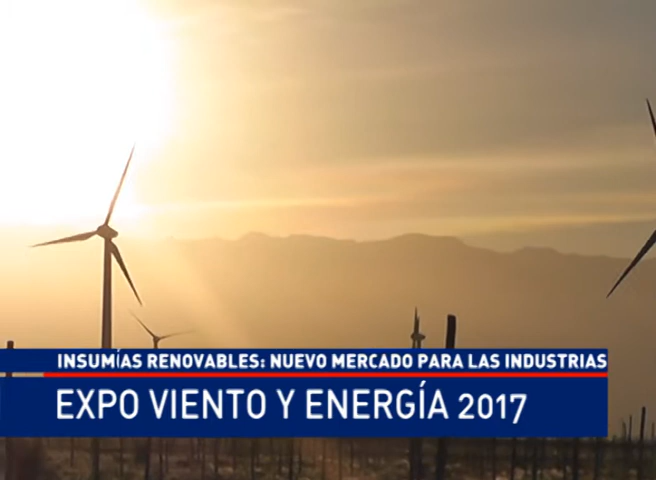 INSUMÍAS RENOVABLES: NUEVO MERCADO PARA LAS INDUSTRIAS
EXPO VIENTO Y ENERGÍA 2017